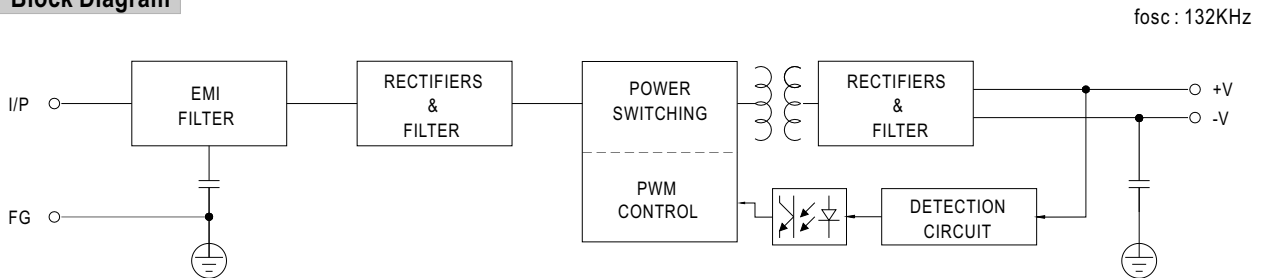 Block Diagram
fosc : 132KHz
I/P
EMI
FILTER
RECTIFIERS
&
FILTER
POWER
SWITCHING
PWM
CONTROL
RECTIFIERS
&
FILTER
+V
-V
DETECTION
CIRCUIT
FG